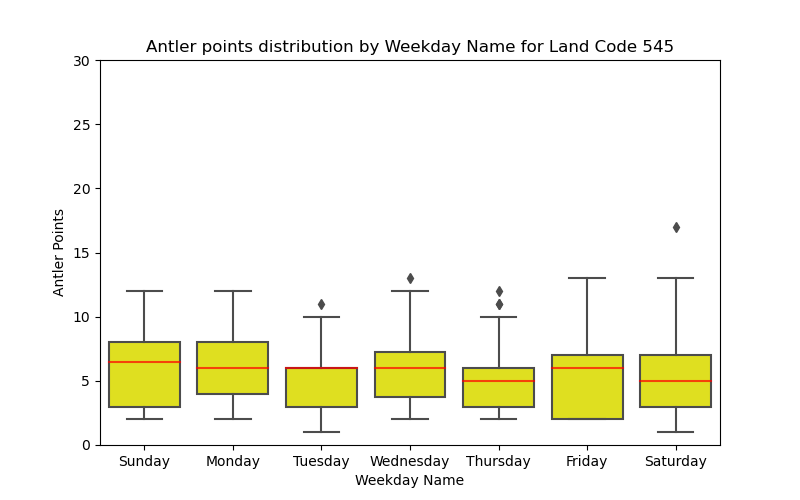 Antler points distribution by Weekday Name for Land Code 545
30
25
20
15
10
5
0
Antler Points
Sunday Monday Tuesday Wednesday Thursday Friday Saturday
Weekday Name